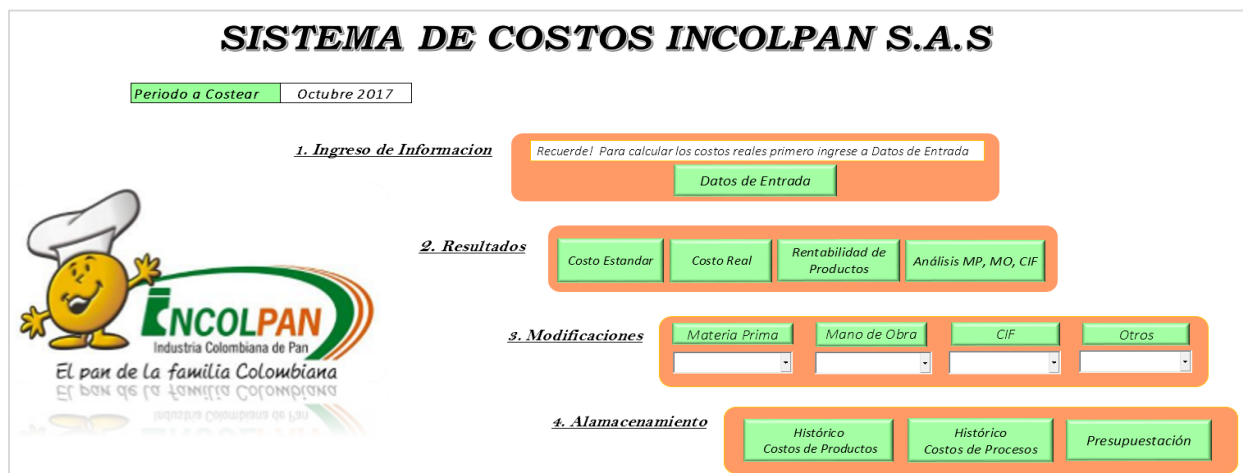 SISTEMA DE COSTOS INCOLPAN S.A.S
Periodo a Costear Octubre 2017
1. Ingreso de Informacion
Recuerde! Para calcular los costos reales primero ingrese a Datos de Entrada
Datos de Entrada
2. Resultados
Costo Estandar
Costo Real
Rentabilidad de
Productos
Análisis MP, MO, CIF
INCOLPAN
Industria Colombiana de Pan
El pan de la familia Colombiana
3. Modificaciones
Materia Prima
Mano de Obra
CIF
Otros
4. Alamacenamiento
Histórico
Costos de Productos
Histórico
Costos de Procesos
Presupuestación